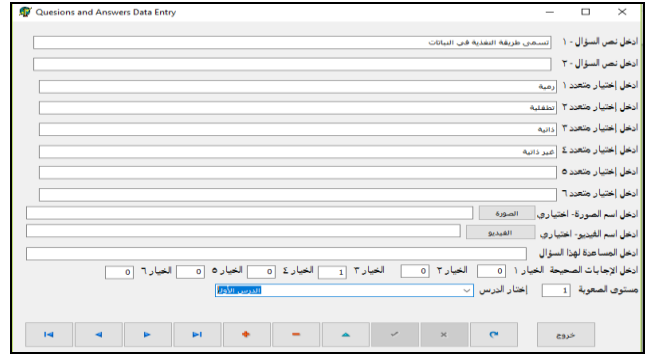 Quesions and Answers Data Entry
ادخل نص السؤال - ١ تسمى طريقة التغذية في النباتات
ادخل نص السؤال - ٢
ادخل إختيار متعدد ١ رمية
ادخل إختيار متعدد ٢ تطفلية
ادخل إختيار متعدد ٣ ذاتية
ادخل إختيار متعدد ٤ غير ذاتية
ادخل إختيار متعدد ٥
ادخل إختيار متعدد ٦
ادخل اسم الصورة- اختياري الصورة
ادخل اسم الفيديو- اختياري الفيديو
ادخل المساعدة لهذا السؤال
ادخل الإجابات الصحيحة الخيار ١ 0 الخيار ٢ 0 الخيار ٣ 1 الخيار ٤ 0 الخيار ٥ 0 الخيار ٦ 0
مستوى الصعوبة 1 إختار الدرس الدرس الأول
خروج